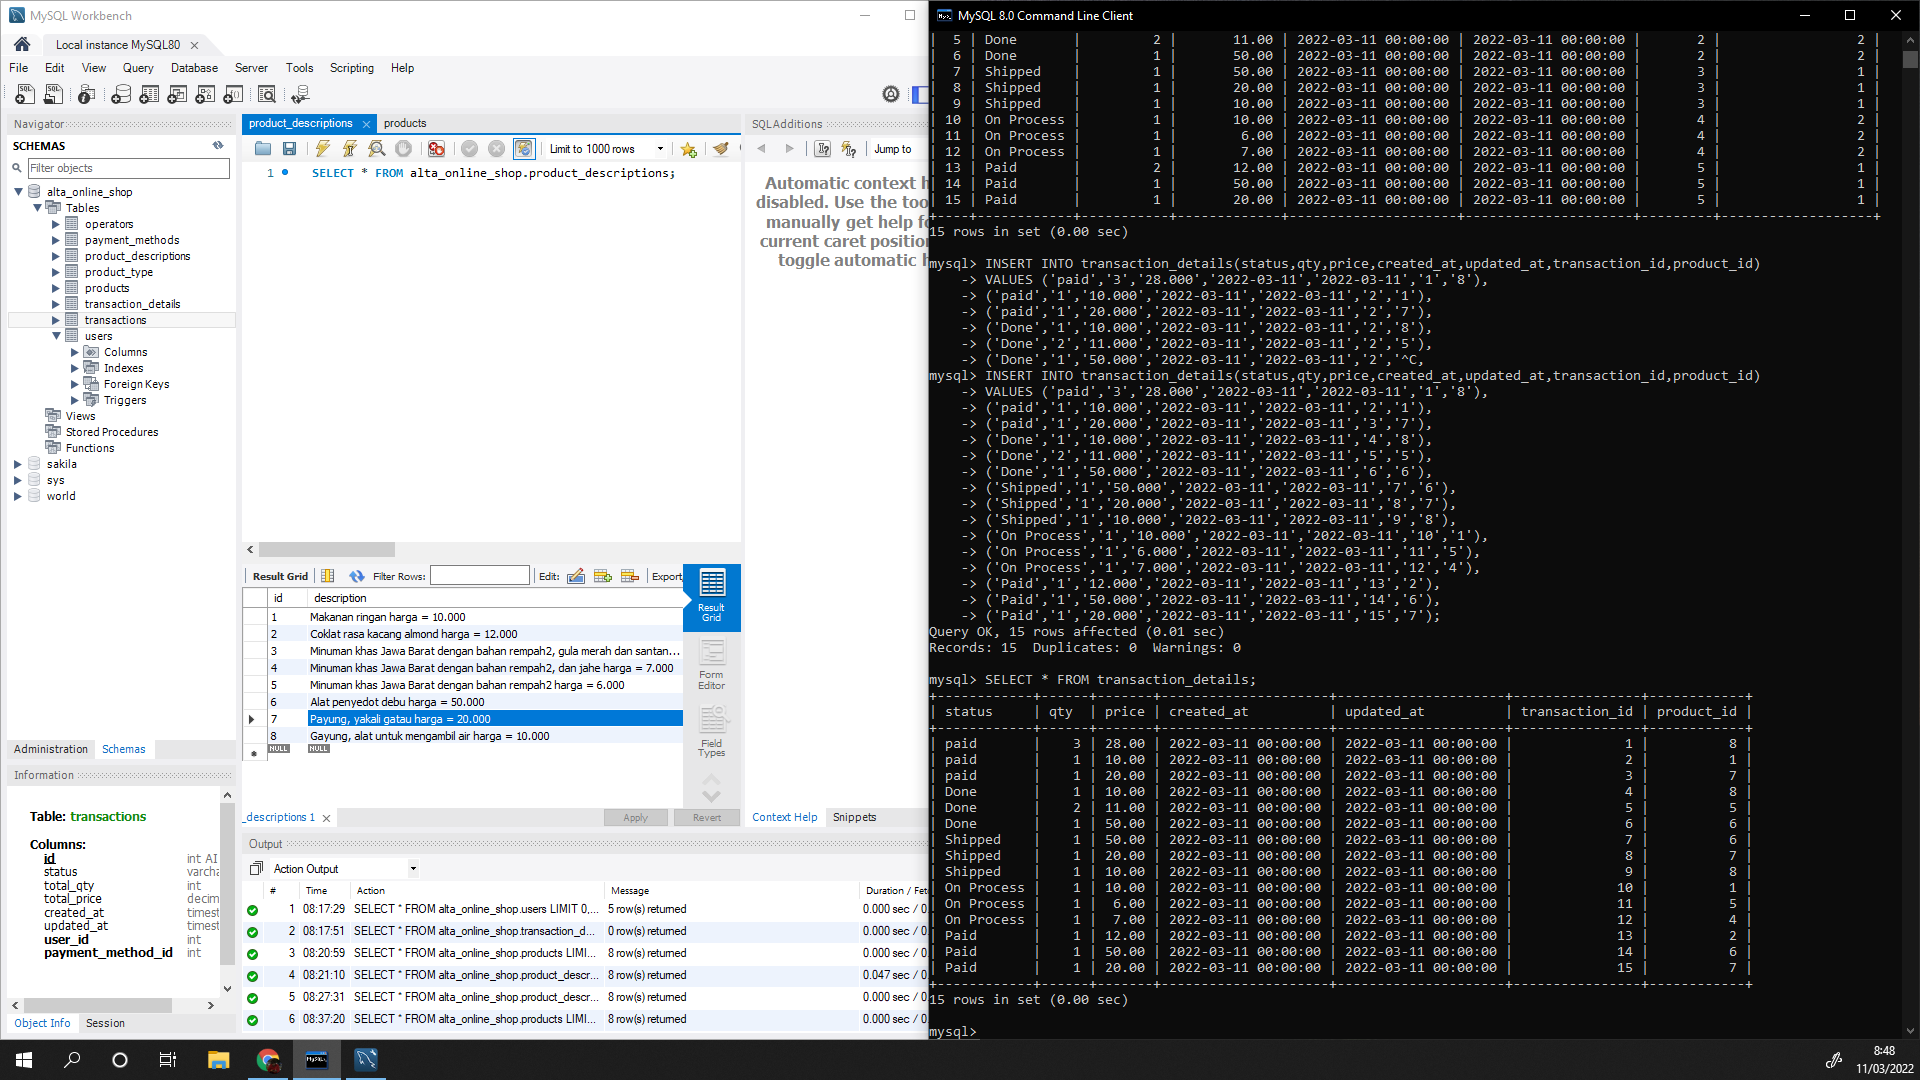 MySQL Workbench
Local instance MySQL80
File Edit View Query Database Server Tools Scripting Help
Navigator
SCHEMAS
Filter objects
alta_online_shop
Tables
operators
payment_methods
product_descriptions
product_type
products
transaction_details
transactions
users
Columns
Indexes
Foreign Keys
Triggers
Views
Stored Procedures
Functions
sakila
sys
world
Administration Schemas
Information
Table: transactions
Columns:
id int AI
status varcha
total_qty int
total_price decim
created_at timest
updated_at timest
user_id int
payment_method_id int
Object Info Session
product_descriptions products
Limit to 1000 rows
1 SELECT * FROM alta_online_shop.product_descriptions;
Result Grid Filter Rows: Edit: Export
id description
1 Makanan ringan harga = 10.000
2 Coklat rasa kacang almond harga = 12.000
3 Minuman khas Jawa Barat dengan bahan rempah2, gula merah dan santan...
4 Minuman khas Jawa Barat dengan bahan rempah2, dan jahe harga = 7.000
5 Minuman khas Jawa Barat dengan bahan rempah2 harga = 6.000
6 Alat penyedot debu harga = 50.000
7 Payung, yakali gatau harga = 20.000
8 Gayung, alat untuk mengambil air harga = 10.000
NULL NULL
Result Grid
Form Editor
Field Types
_descriptions 1 Apply Revert
SQLAdditions
Jump to
Automatic context h
disabled. Use the too
manually get help fo
current caret position
toggle automatic h
Context Help Snippets
Output
Action Output
# Time Action Message Duration / Fet
1 08:17:29 SELECT * FROM alta_online_shop.users LIMIT 0,... 5 row(s) returned 0.000 sec / 0.
2 08:17:51 SELECT * FROM alta_online_shop.transaction_d... 0 row(s) returned 0.000 sec / 0.
3 08:20:59 SELECT * FROM alta_online_shop.products LIMI... 8 row(s) returned 0.000 sec / 0.
4 08:21:10 SELECT * FROM alta_online_shop.product_descr... 8 row(s) returned 0.047 sec / 0.
5 08:27:31 SELECT * FROM alta_online_shop.product_descr... 8 row(s) returned 0.000 sec / 0.
6 08:37:20 SELECT * FROM alta_online_shop.products LIMI... 8 row(s) returned 0.000 sec / 0.
MySQL 8.0 Command Line Client
| 5 | Done | 2 | 11.00 | 2022-03-11 00:00:00 | 2022-03-11 00:00:00 | 2 | 2 |
| 6 | Done | 1 | 50.00 | 2022-03-11 00:00:00 | 2022-03-11 00:00:00 | 2 | 2 |
| 7 | Shipped | 1 | 50.00 | 2022-03-11 00:00:00 | 2022-03-11 00:00:00 | 3 | 1 |
| 8 | Shipped | 1 | 20.00 | 2022-03-11 00:00:00 | 2022-03-11 00:00:00 | 3 | 1 |
| 9 | Shipped | 1 | 10.00 | 2022-03-11 00:00:00 | 2022-03-11 00:00:00 | 3 | 1 |
| 10 | On Process | 1 | 10.00 | 2022-03-11 00:00:00 | 2022-03-11 00:00:00 | 4 | 2 |
| 11 | On Process | 1 | 6.00 | 2022-03-11 00:00:00 | 2022-03-11 00:00:00 | 4 | 2 |
| 12 | On Process | 1 | 7.00 | 2022-03-11 00:00:00 | 2022-03-11 00:00:00 | 4 | 2 |
| 13 | Paid | 2 | 12.00 | 2022-03-11 00:00:00 | 2022-03-11 00:00:00 | 5 | 1 |
| 14 | Paid | 1 | 50.00 | 2022-03-11 00:00:00 | 2022-03-11 00:00:00 | 5 | 1 |
| 15 | Paid | 1 | 20.00 | 2022-03-11 00:00:00 | 2022-03-11 00:00:00 | 5 | 1 |
15 rows in set (0.00 sec)
mysql> INSERT INTO transaction_details(status,qty,price,created_at,updated_at,transaction_id,product_id)
-> VALUES ('paid','3','28.000','2022-03-11','2022-03-11','1','8'),
-> ('paid','1','10.000','2022-03-11','2022-03-11','2','1'),
-> ('paid','1','20.000','2022-03-11','2022-03-11','2','7'),
-> ('Done','1','10.000','2022-03-11','2022-03-11','2','8'),
-> ('Done','2','11.000','2022-03-11','2022-03-11','2','5'),
-> ('Done','1','50.000','2022-03-11','2022-03-11','2','^C,
mysql> INSERT INTO transaction_details(status,qty,price,created_at,updated_at,transaction_id,product_id)
-> VALUES ('paid','3','28.000','2022-03-11','2022-03-11','1','8'),
-> ('paid','1','10.000','2022-03-11','2022-03-11','2','1'),
-> ('paid','1','20.000','2022-03-11','2022-03-11','3','7'),
-> ('Done','1','10.000','2022-03-11','2022-03-11','4','8'),
-> ('Done','2','11.000','2022-03-11','2022-03-11','5','5'),
-> ('Done','1','50.000','2022-03-11','2022-03-11','6','6'),
-> ('Shipped','1','50.000','2022-03-11','2022-03-11','7','6'),
-> ('Shipped','1','20.000','2022-03-11','2022-03-11','8','7'),
-> ('Shipped','1','10.000','2022-03-11','2022-03-11','9','8'),
-> ('On Process','1','10.000','2022-03-11','2022-03-11','10','1'),
-> ('On Process','1','6.000','2022-03-11','2022-03-11','11','5'),
-> ('On Process','1','7.000','2022-03-11','2022-03-11','12','4'),
-> ('Paid','1','12.000','2022-03-11','2022-03-11','13','2'),
-> ('Paid','1','50.000','2022-03-11','2022-03-11','14','6'),
-> ('Paid','1','20.000','2022-03-11','2022-03-11','15','7');
Query OK, 15 rows affected (0.01 sec)
Records: 15 Duplicates: 0 Warnings: 0
mysql> SELECT * FROM transaction_details;
| status | qty | price | created_at | updated_at | transaction_id | product_id |
| paid | 3 | 28.00 | 2022-03-11 00:00:00 | 2022-03-11 00:00:00 | 1 | 8 |
| paid | 1 | 10.00 | 2022-03-11 00:00:00 | 2022-03-11 00:00:00 | 2 | 1 |
| paid | 1 | 20.00 | 2022-03-11 00:00:00 | 2022-03-11 00:00:00 | 3 | 7 |
| Done | 1 | 10.00 | 2022-03-11 00:00:00 | 2022-03-11 00:00:00 | 4 | 8 |
| Done | 2 | 11.00 | 2022-03-11 00:00:00 | 2022-03-11 00:00:00 | 5 | 5 |
| Done | 1 | 50.00 | 2022-03-11 00:00:00 | 2022-03-11 00:00:00 | 6 | 6 |
| Shipped | 1 | 50.00 | 2022-03-11 00:00:00 | 2022-03-11 00:00:00 | 7 | 6 |
| Shipped | 1 | 20.00 | 2022-03-11 00:00:00 | 2022-03-11 00:00:00 | 8 | 7 |
| Shipped | 1 | 10.00 | 2022-03-11 00:00:00 | 2022-03-11 00:00:00 | 9 | 8 |
| On Process | 1 | 10.00 | 2022-03-11 00:00:00 | 2022-03-11 00:00:00 | 10 | 1 |
| On Process | 1 | 6.00 | 2022-03-11 00:00:00 | 2022-03-11 00:00:00 | 11 | 5 |
| On Process | 1 | 7.00 | 2022-03-11 00:00:00 | 2022-03-11 00:00:00 | 12 | 4 |
| Paid | 1 | 12.00 | 2022-03-11 00:00:00 | 2022-03-11 00:00:00 | 13 | 2 |
| Paid | 1 | 50.00 | 2022-03-11 00:00:00 | 2022-03-11 00:00:00 | 14 | 6 |
| Paid | 1 | 20.00 | 2022-03-11 00:00:00 | 2022-03-11 00:00:00 | 15 | 7 |
15 rows in set (0.00 sec)
mysql>
8:48
11/03/2022